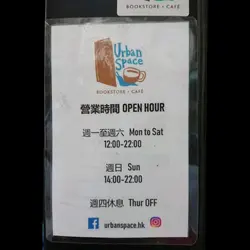 BOOKSTORE • CAFÉ
Urban
Space
BOOKSTORE • CAFE
營業時間 OPEN HOUR
週一至週六 Mon to Sat
12:00-22:00
週日 Sun
14:00-22:00
週四休息 Thur OFF
urbanspace.hk